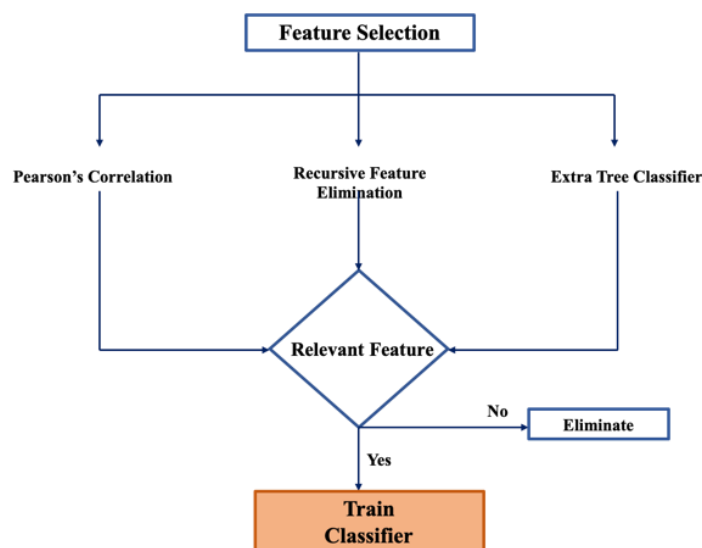 Feature Selection
Pearson's Correlation
Recursive Feature
Elimination
Extra Tree Classifier
Relevant Feature
No
Eliminate
Yes
Train
Classifier